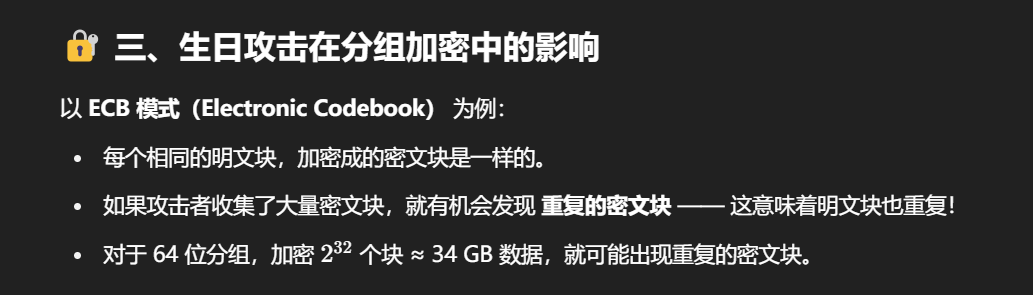 🔐 三、生日攻击在分组加密中的影响
以 ECB 模式（Electronic Codebook） 为例：
• 每个相同的明文块，加密成的密文块是一样的。
• 如果攻击者收集了大量密文块，就有机会发现 重复的密文块 —— 这意味着明文块也重复！
• 对于 64 位分组，加密 2³² 个块 ≈ 34 GB 数据，就可能出现重复的密文块。